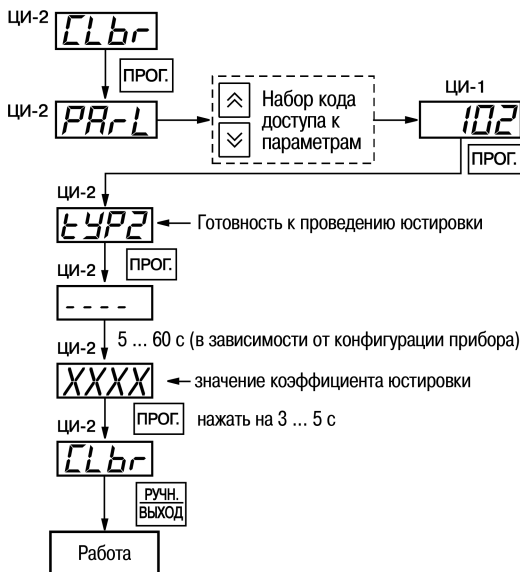 ЦИ-2 CLbr
ПРОГ.
ЦИ-2 PArL
Набор кода
доступа к
параметрам
ЦИ-1
102
ПРОГ.
ЦИ-2
tYP2 Готовность к проведению юстировки
ПРОГ.
ЦИ-2
----
5 ... 60 с (в зависимости от конфигурации прибора)
ЦИ-2
XXXX значение коэффициента юстировки
ПРОГ. нажать на 3 ... 5 с
ЦИ-2
CLbr
РУЧН.
ВЫХОД
Работа